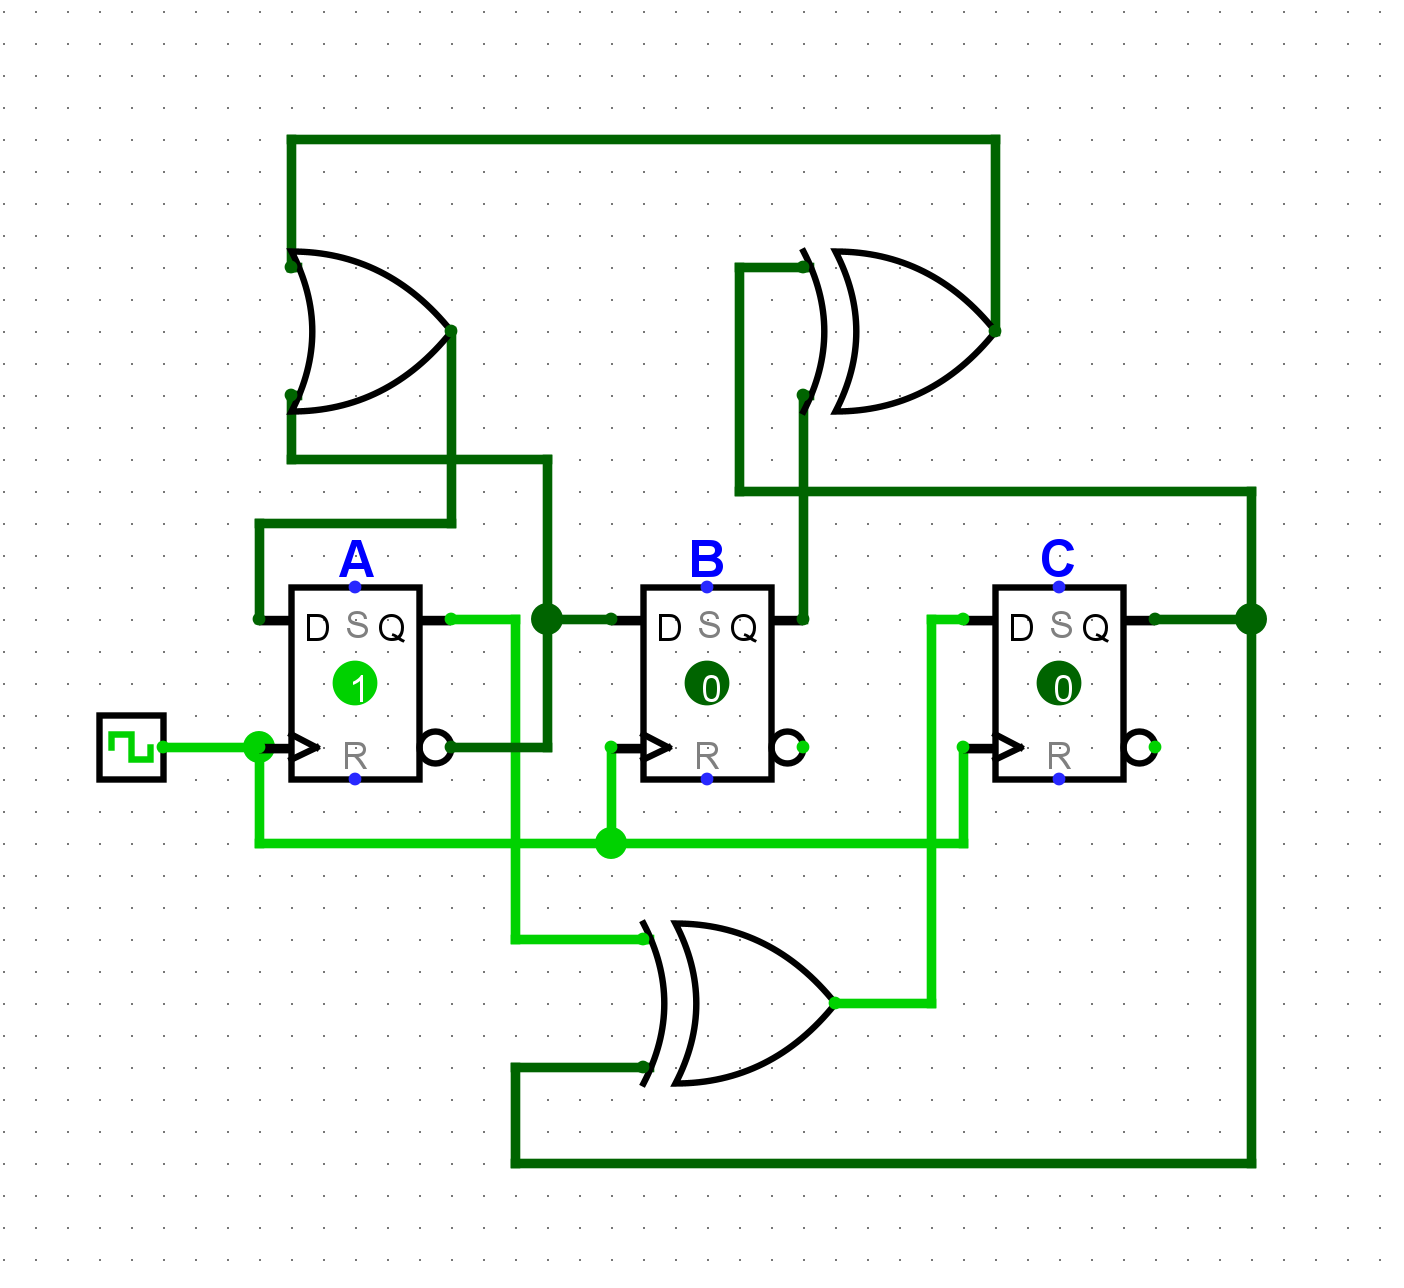 A B C
D S Q D S Q D S Q
1 0 0
R R R